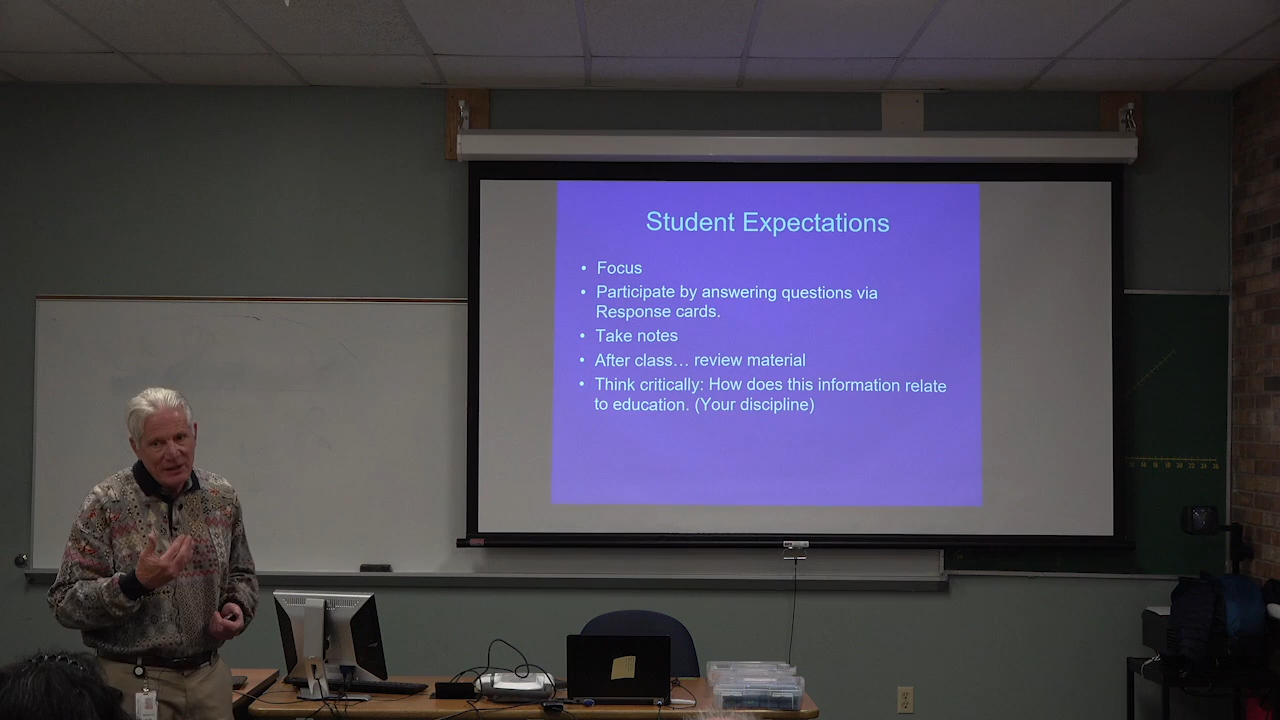 Student Expectations
• Focus
• Participate by answering questions via
Response cards.
• Take notes
• After class... review material
• Think critically: How does this information relate
to education. (Your discipline)